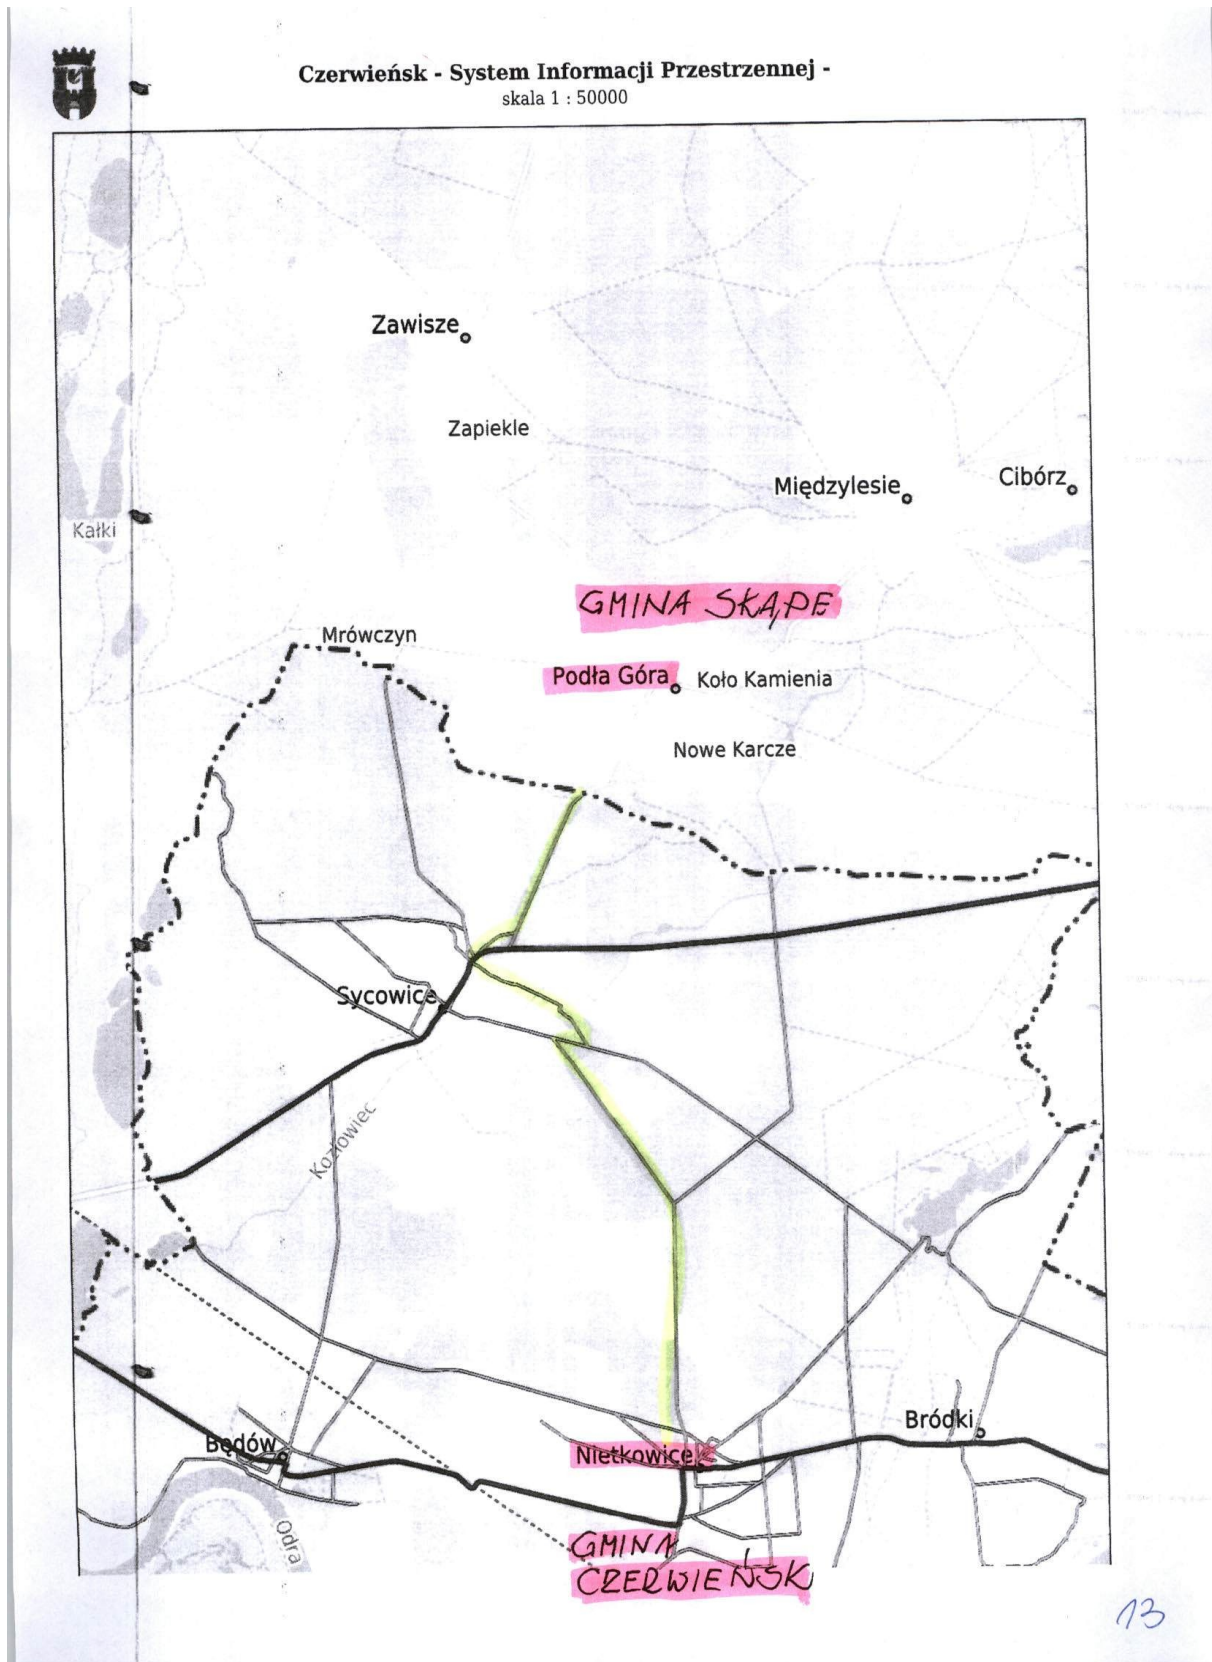 Czerwieńsk - System Informacji Przestrzennej -
skala 1 : 50000
Zawisze
Zapiekle
Międzylesie
Cibórz
Kałki
GMINA SKĄPE
Mrówczyn
Podła Góra
Koło Kamienia
Nowe Karcze
Sycowice
Kozłowiec
Bródki
Będów
Nietkowice
Odra
GMINA
CZERWIEŃSK
13